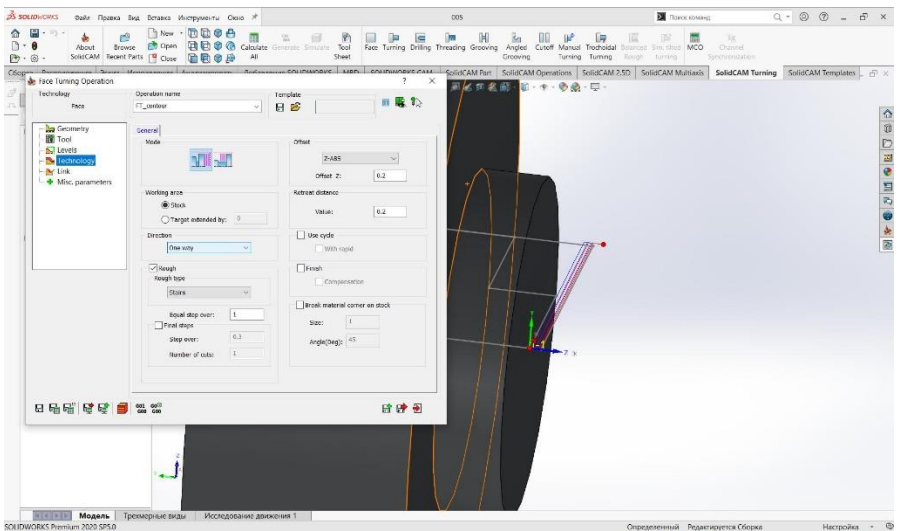 SOLIDWORKS Файл Правка Вид Вставка Инструменты Окно 005 Поиск команд
About SolidCAM
Browse Recent Parts
New
Open
Close
Calculate All
Generate
Simulate
Tool Sheet
Face
Turning
Drilling
Threading
Grooving
Angled Grooving
Cutoff
Manual Turning
Trochoidal Turning
Balanced rough
Sim. tilted turning
MCO
Channel Synchronization
SolidCAM Part SolidCAM Operations SolidCAM 2.5D SolidCAM Multiaxis SolidCAM Turning SolidCAM Templates
Face Turning Operation ? ×
Technology
Face
Operation name
FT_contour
Template
Geometry
Tool
Levels
Technology
Link
Misc. parameters
General
Mode
Working area
Stock
Target extended by: 0
Direction
One way
Rough
Rough type
Stairs
Equal step over: 1
Final steps
Step over: 0.3
Number of cuts: 1
Offset
Z-ABS
Offset Z: 0.2
Retreat distance
Value: 0.2
Use cycle
With rapid
Finish
Compensation
Break material corner on stock
Size: 1
Angle(Deg): 45
Y
Z
Z
Модель Трехмерные виды Исследование движения 1
SOLIDWORKS Premium 2020 SP5.0 Определенный Редактируется Сборка Настройка